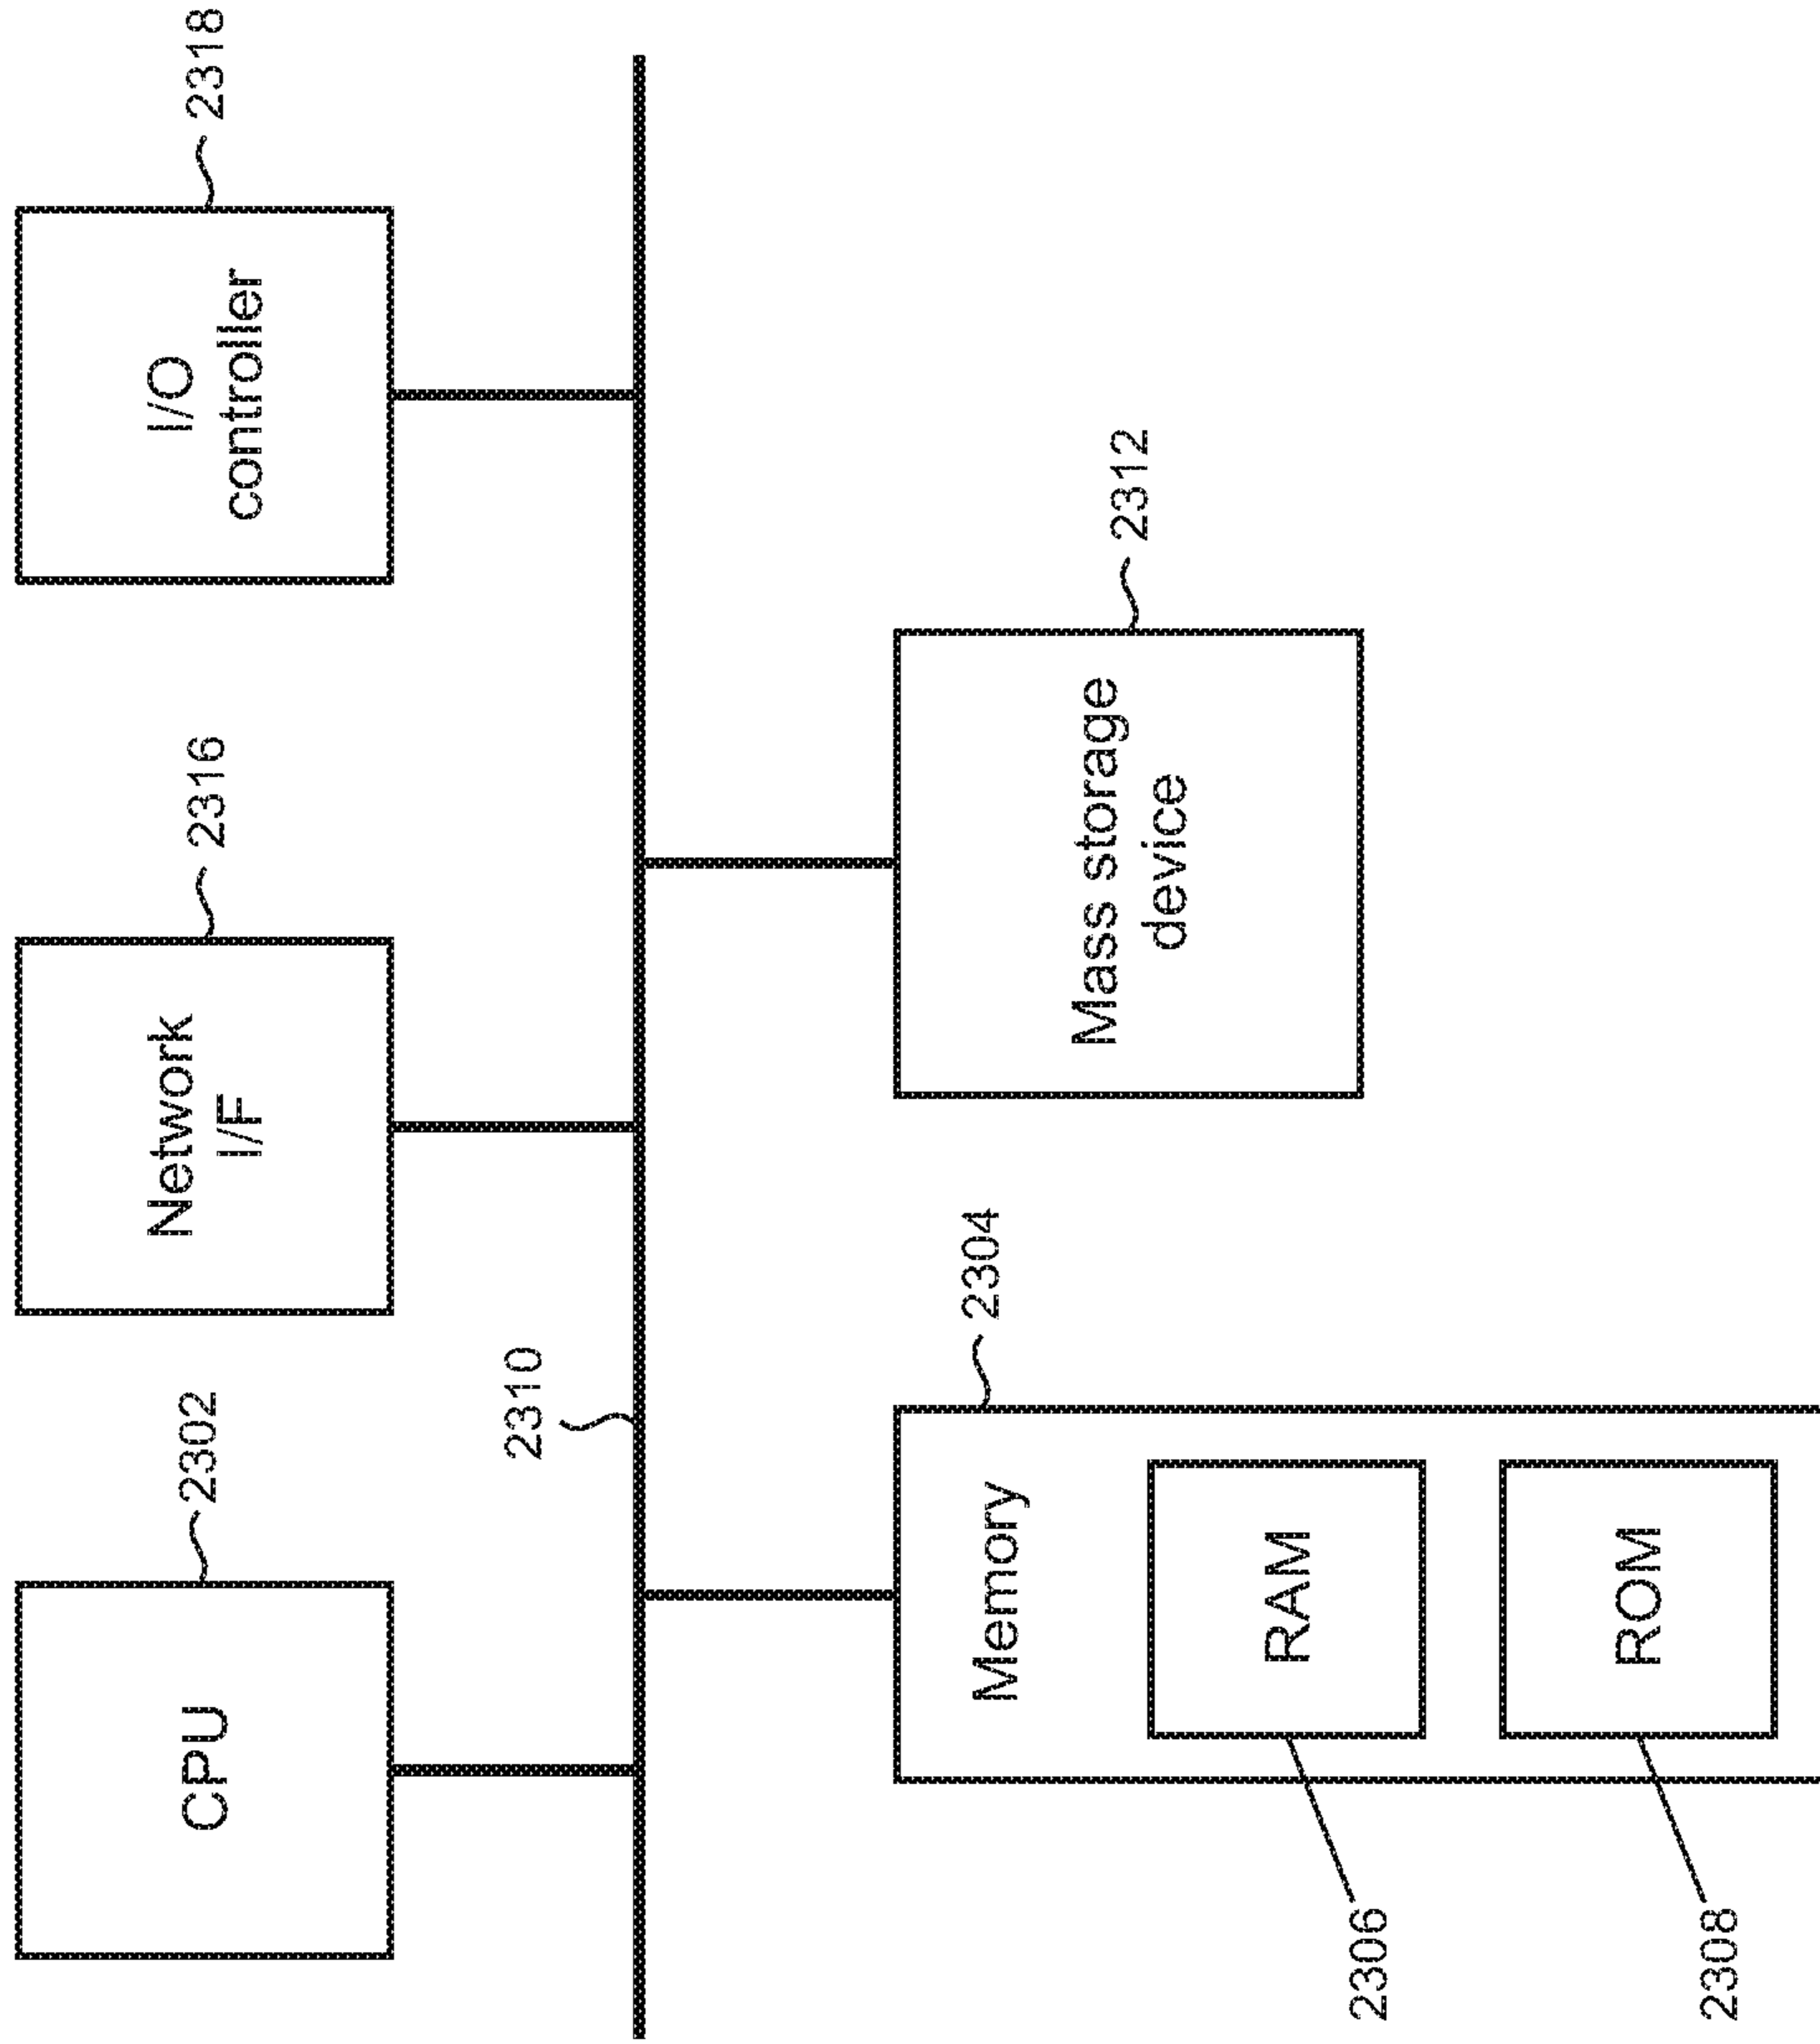 CPU
2302
Network
I/F
2316
I/O
controller
2318
2310
Memory
2304
RAM
2306
ROM
2308
Mass storage
device
2312